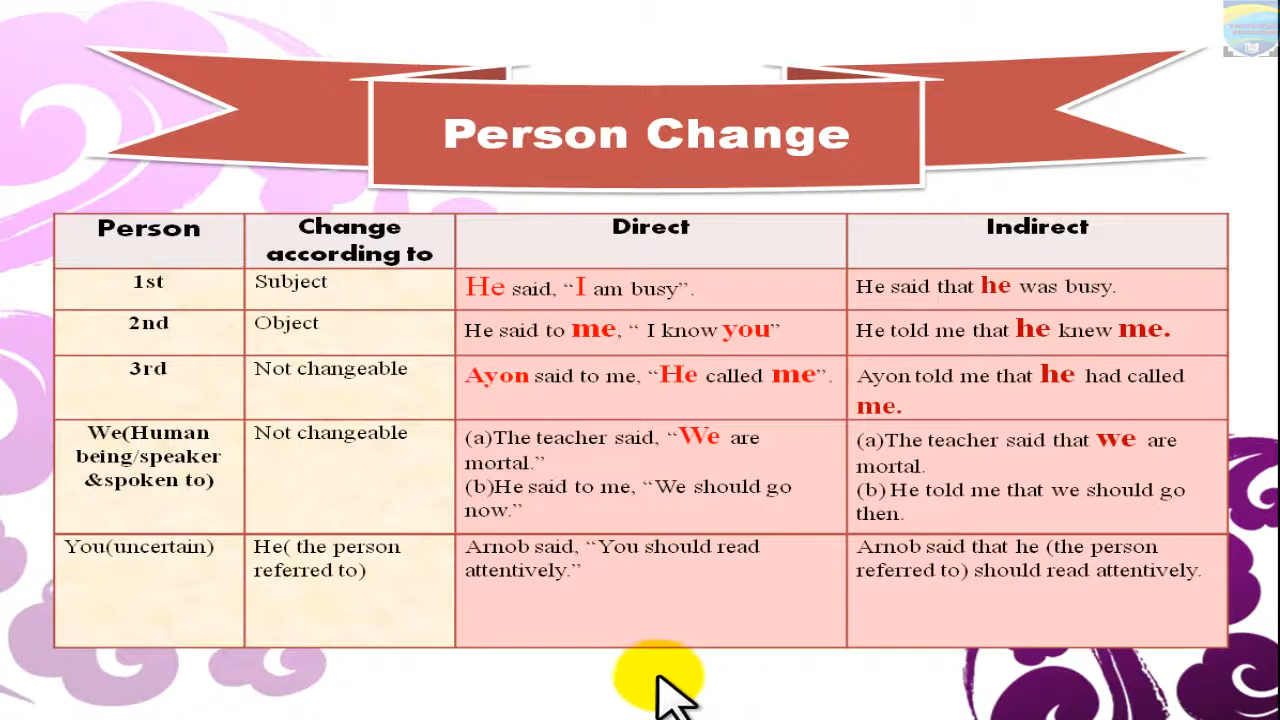 Person Change
Person
Change
according to
Direct
Indirect
1st
Subject
He said, “I am busy”.
He said that he was busy.
2nd
Object
He said to me, “ I know you”
He told me that he knew me.
3rd
Not changeable
Ayon said to me, “He called me”.
Ayon told me that he had called
me.
We(Human
being/speaker
&spoken to)
Not changeable
(a)The teacher said, “We are
mortal.”
(b)He said to me, “We should go
now.”
(a)The teacher said that we are
mortal.
(b) He told me that we should go
then.
You(uncertain)
He( the person
referred to)
Arnob said, “You should read
attentively.”
Arnob said that he (the person
referred to) should read attentively.